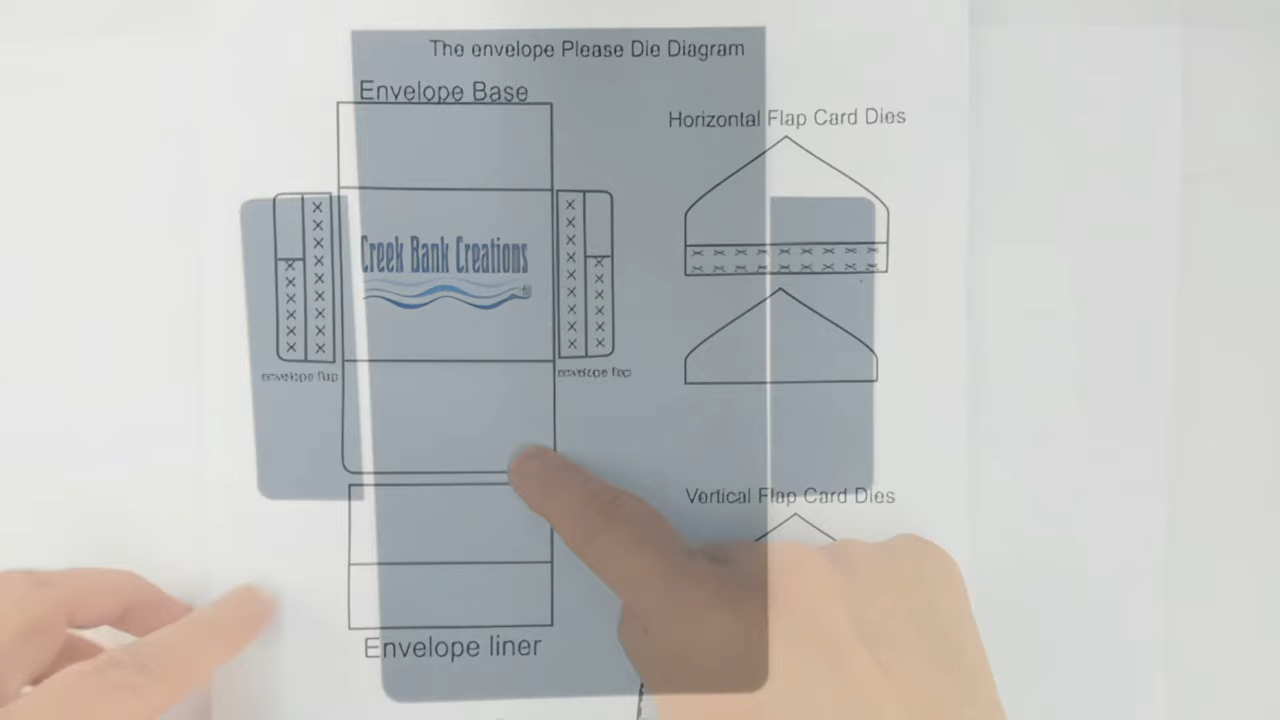 The envelope Please Die Diagram
Envelope Base
Horizontal Flap Card Dies
Creek Bank Creations
envelope flap
envelope flap
Vertical Flap Card Dies
Envelope liner